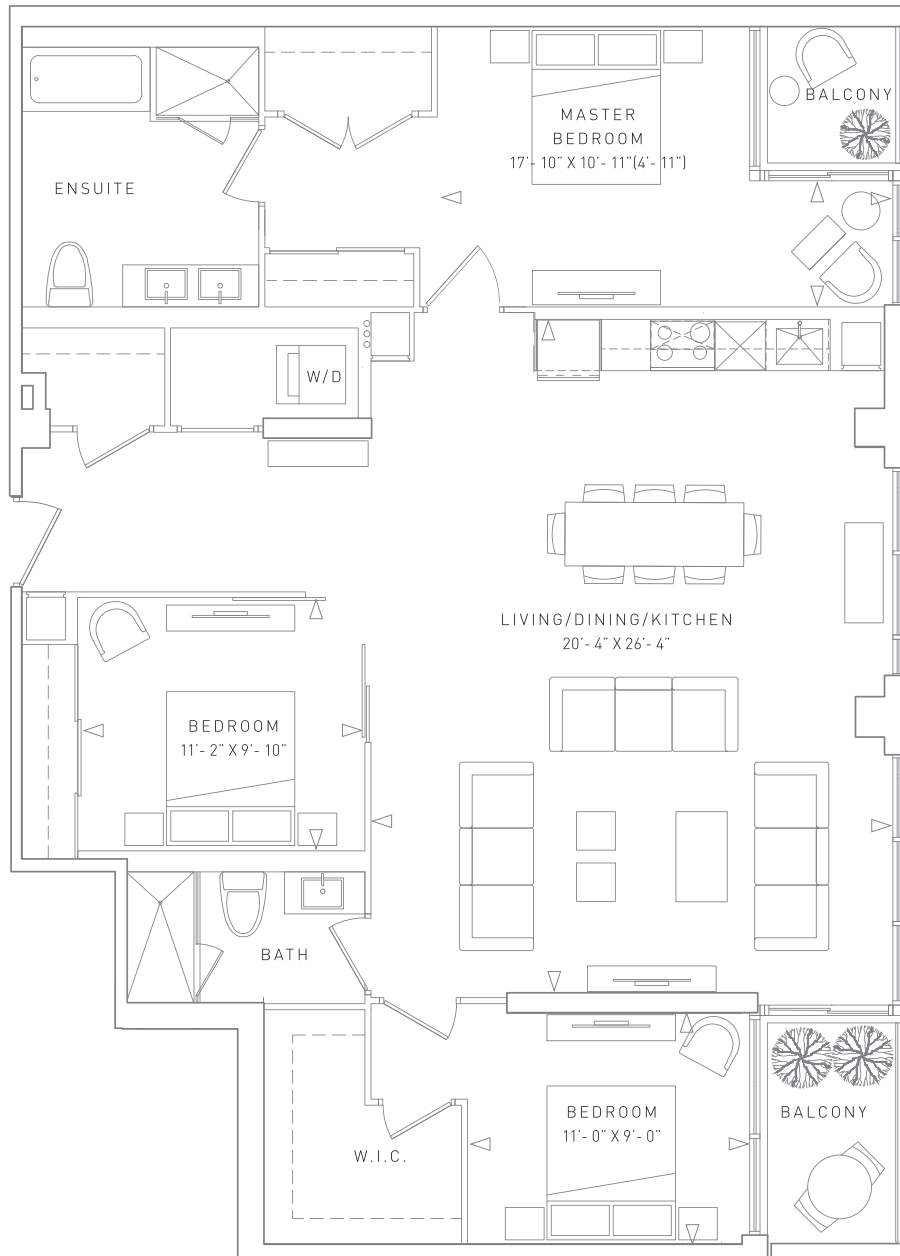 BALCONY
MASTER
BEDROOM
17'- 10" X 10'- 11"(4'- 11")
ENSUITE
W/D
LIVING/DINING/KITCHEN
20'- 4" X 26'- 4"
BEDROOM
11'- 2" X 9'- 10"
BATH
BEDROOM
11'- 0" X 9'- 0"
BALCONY
W.I.C.